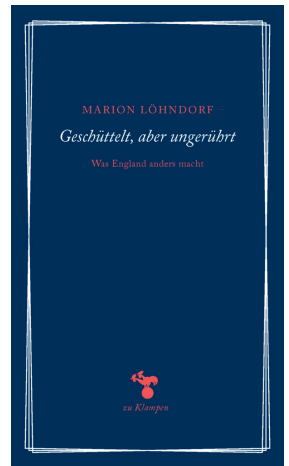 MARION LÖHNDORF
Geschüttelt, aber ungerührt
Was England anders macht
zu Klampen